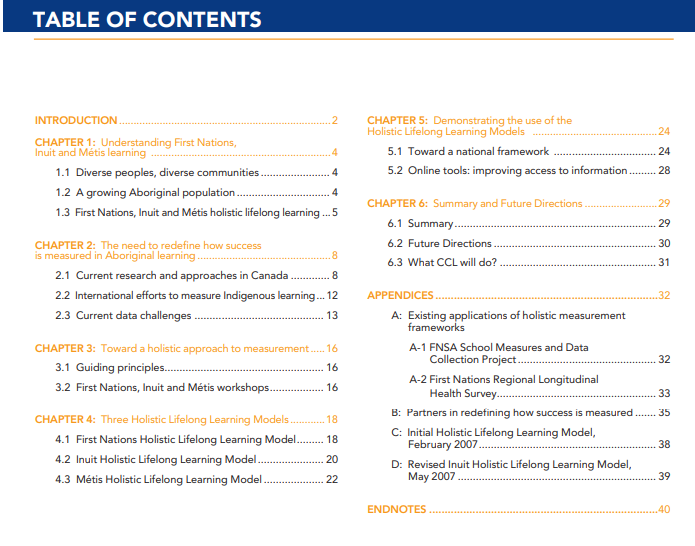 TABLE OF CONTENTS
INTRODUCTION ........ 2
CHAPTER 1: Understanding First Nations,
Inuit and Métis learning ........ 4
1.1 Diverse peoples, diverse communities ........ 4
1.2 A growing Aboriginal population ........ 4
1.3 First Nations, Inuit and Métis holistic lifelong learning ... 5
CHAPTER 2: The need to redefine how success
is measured in Aboriginal learning ........ 8
2.1 Current research and approaches in Canada ........ 8
2.2 International efforts to measure Indigenous learning ... 12
2.3 Current data challenges ........ 13
CHAPTER 3: Toward a holistic approach to measurement ..... 16
3.1 Guiding principles ........ 16
3.2 First Nations, Inuit and Métis workshops ........ 16
CHAPTER 4: Three Holistic Lifelong Learning Models ........ 18
4.1 First Nations Holistic Lifelong Learning Model ........ 18
4.2 Inuit Holistic Lifelong Learning Model ........ 20
4.3 Métis Holistic Lifelong Learning Model ........ 22
CHAPTER 5: Demonstrating the use of the
Holistic Lifelong Learning Models ........ 24
5.1 Toward a national framework ........ 24
5.2 Online tools: improving access to information ........ 28
CHAPTER 6: Summary and Future Directions ........ 29
6.1 Summary ........ 29
6.2 Future Directions ........ 30
6.3 What CCL will do? ........ 31
APPENDICES ........ 32
A: Existing applications of holistic measurement
frameworks
A-1 FNSA School Measures and Data
Collection Project ........ 32
A-2 First Nations Regional Longitudinal
Health Survey ........ 33
B: Partners in redefining how success is measured ...... 35
C: Initial Holistic Lifelong Learning Model,
February 2007 ........ 38
D: Revised Inuit Holistic Lifelong Learning Model,
May 2007 ........ 39
ENDNOTES ........ 40